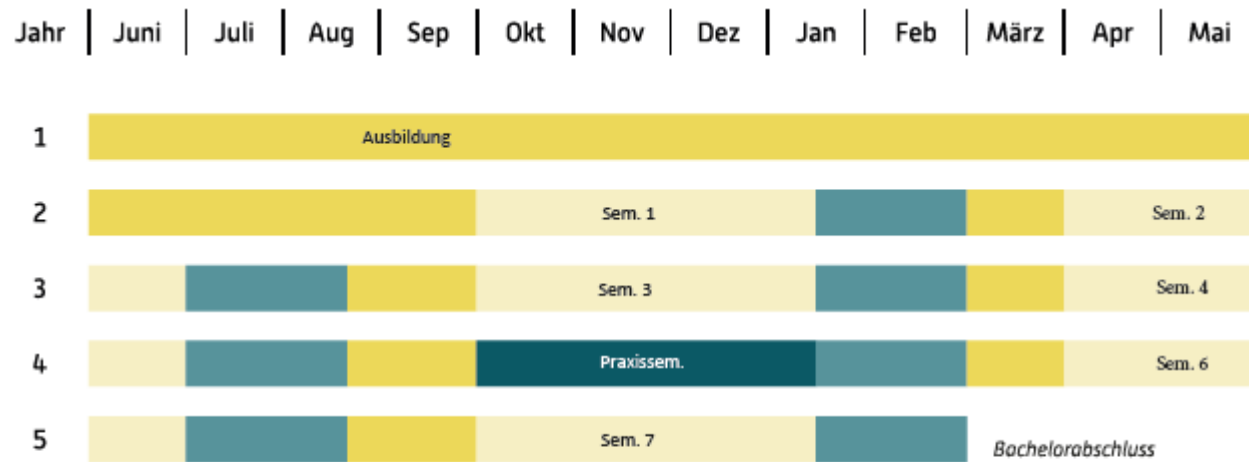 Jahr Juni Juli Aug Sep Okt Nov Dez Jan Feb März Apr Mai
1 Ausbildung
2 Sem. 1 Sem. 2
3 Sem. 3 Sem. 4
4 Praxissem. Sem. 6
5 Sem. 7 Bachelorabschluss